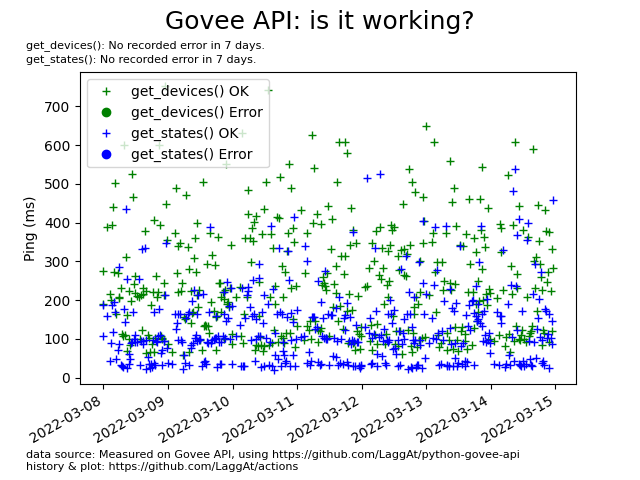 Govee API: is it working?
get_devices(): No recorded error in 7 days.
get_states(): No recorded error in 7 days.
get_devices() OK
get_devices() Error
get_states() OK
get_states() Error
Ping (ms)
700
600
500
400
300
200
100
0
2022-03-08
2022-03-09
2022-03-10
2022-03-11
2022-03-12
2022-03-13
2022-03-14
2022-03-15
data source: Measured on Govee API, using https://github.com/LaggAt/python-govee-api
history & plot: https://github.com/LaggAt/actions